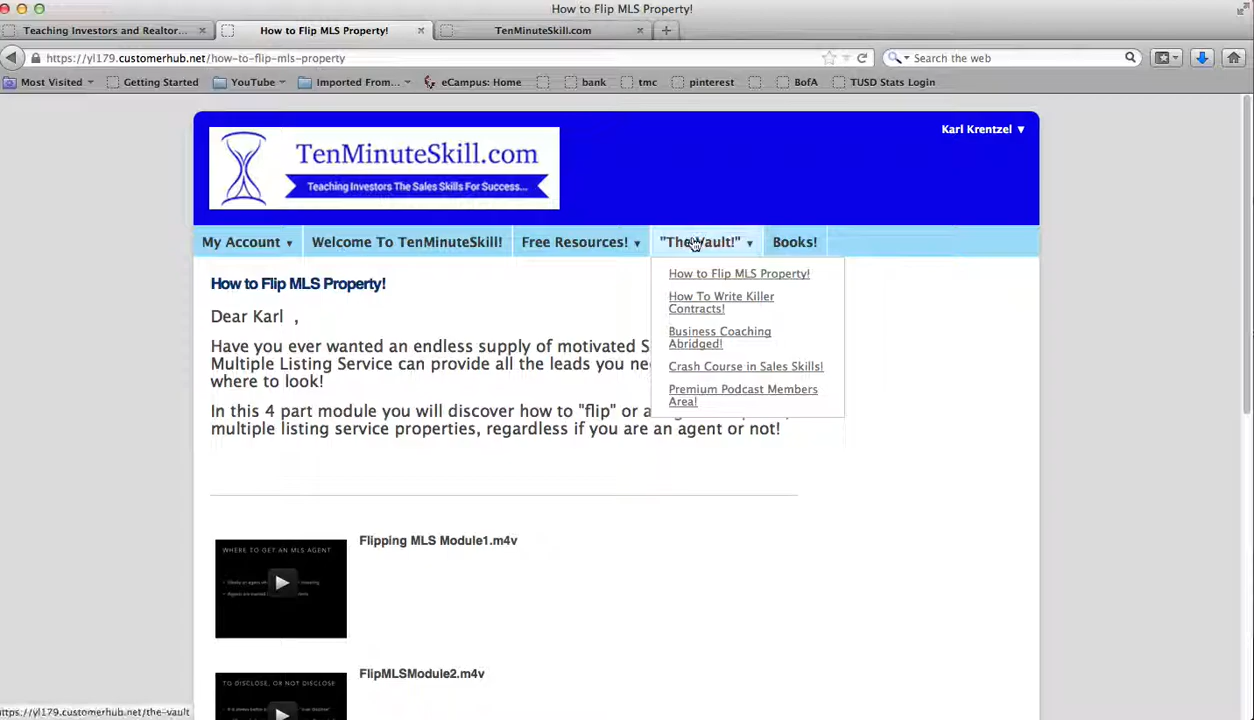 How to Flip MLS Property!
Teaching Investors and Realtor...
How to Flip MLS Property!
TenMinuteSkill.com
https://yl179.customerhub.net/how-to-flip-mls-property
Search the web
Most Visited
Getting Started
YouTube
Imported From...
eCampus: Home
bank
tmc
pinterest
BofA
TUSD Stats Login
Karl Krentzel ▼
TenMinuteSkill.com
Teaching Investors The Sales Skills For Success...
My Account ▾
Welcome To TenMinuteSkill!
Free Resources! ▾
"The Vault!" ▾
Books!
How to Flip MLS Property!
How To Write Killer
Contracts!
Business Coaching
Abridged!
Crash Course in Sales Skills!
Premium Podcast Members
Area!
How to Flip MLS Property!
Dear Karl ,
Have you ever wanted an endless supply of motivated S
Multiple Listing Service can provide all the leads you nee
where to look!
In this 4 part module you will discover how to "flip" or a
multiple listing service properties, regardless if you are an agent or not!
WHERE TO GET AN MLS AGENT
Flipping MLS Module1.m4v
TO DISCLOSE, OR NOT DISCLOSE
FlipMLSModule2.m4v
https://yl179.customerhub.net/the-vault